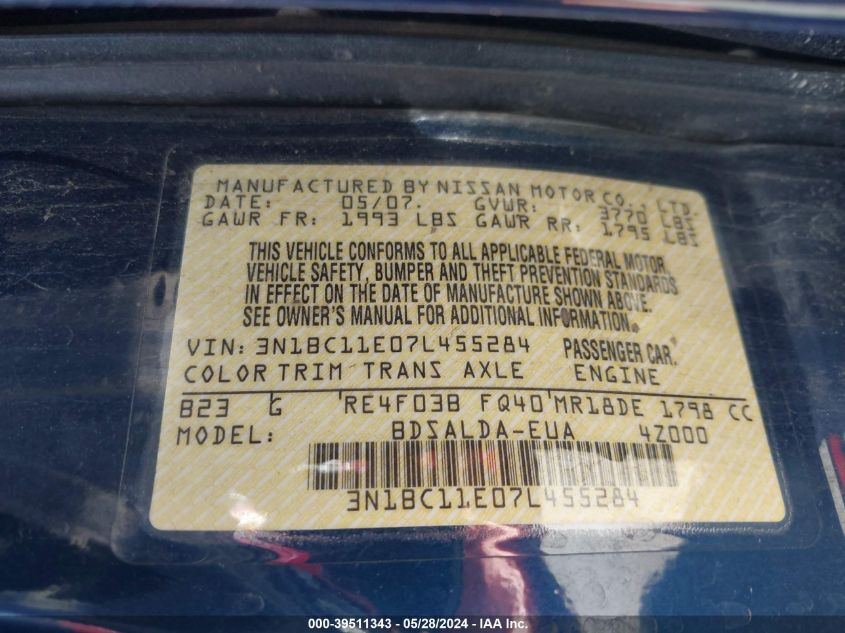 MANUFACTURED BY NISSAN MOTOR CO., LTD.
DATE: 05/07. GVWR: 3770 LBS
GAWR FR: 1993 LBS GAWR RR: 1795 LBS
THIS VEHICLE CONFORMS TO ALL APPLICABLE FEDERAL MOTOR
VEHICLE SAFETY, BUMPER AND THEFT PREVENTION STANDARDS
IN EFFECT ON THE DATE OF MANUFACTURE SHOWN ABOVE.
SEE OWNER'S MANUAL FOR ADDITIONAL INFORMATION.
VIN: 3N1BC11E07L455284 PASSENGER CAR.
COLOR TRIM TRANS AXLE ENGINE
B23 G RE4F03B FQ40 MR18DE 1798 CC
MODEL: BDSALDA-EUA 4Z000
3N1BC11E07L455284
000-39511343 — 05/28/2024 — IAA Inc.